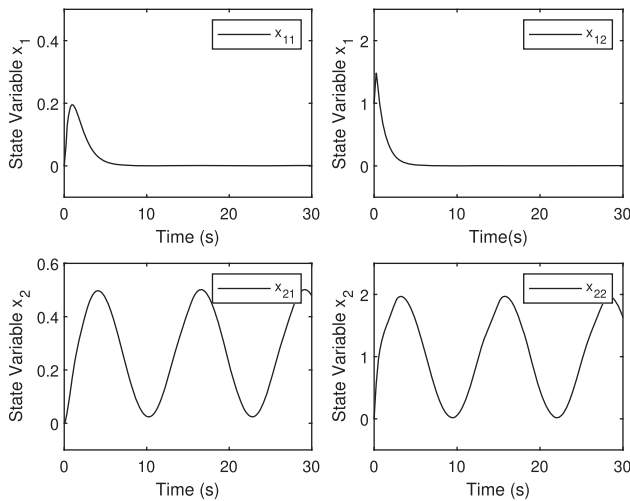 State Variable x1
0.4
0.2
0
x11
0 10 20 30
Time (s)
State Variable x1
2
1
0
x12
0 10 20 30
Time(s)
State Variable x2
0.6
0.4
0.2
0
x21
0 10 20 30
Time (s)
State Variable x2
2
1
0
x22
0 10 20 30
Time (s)